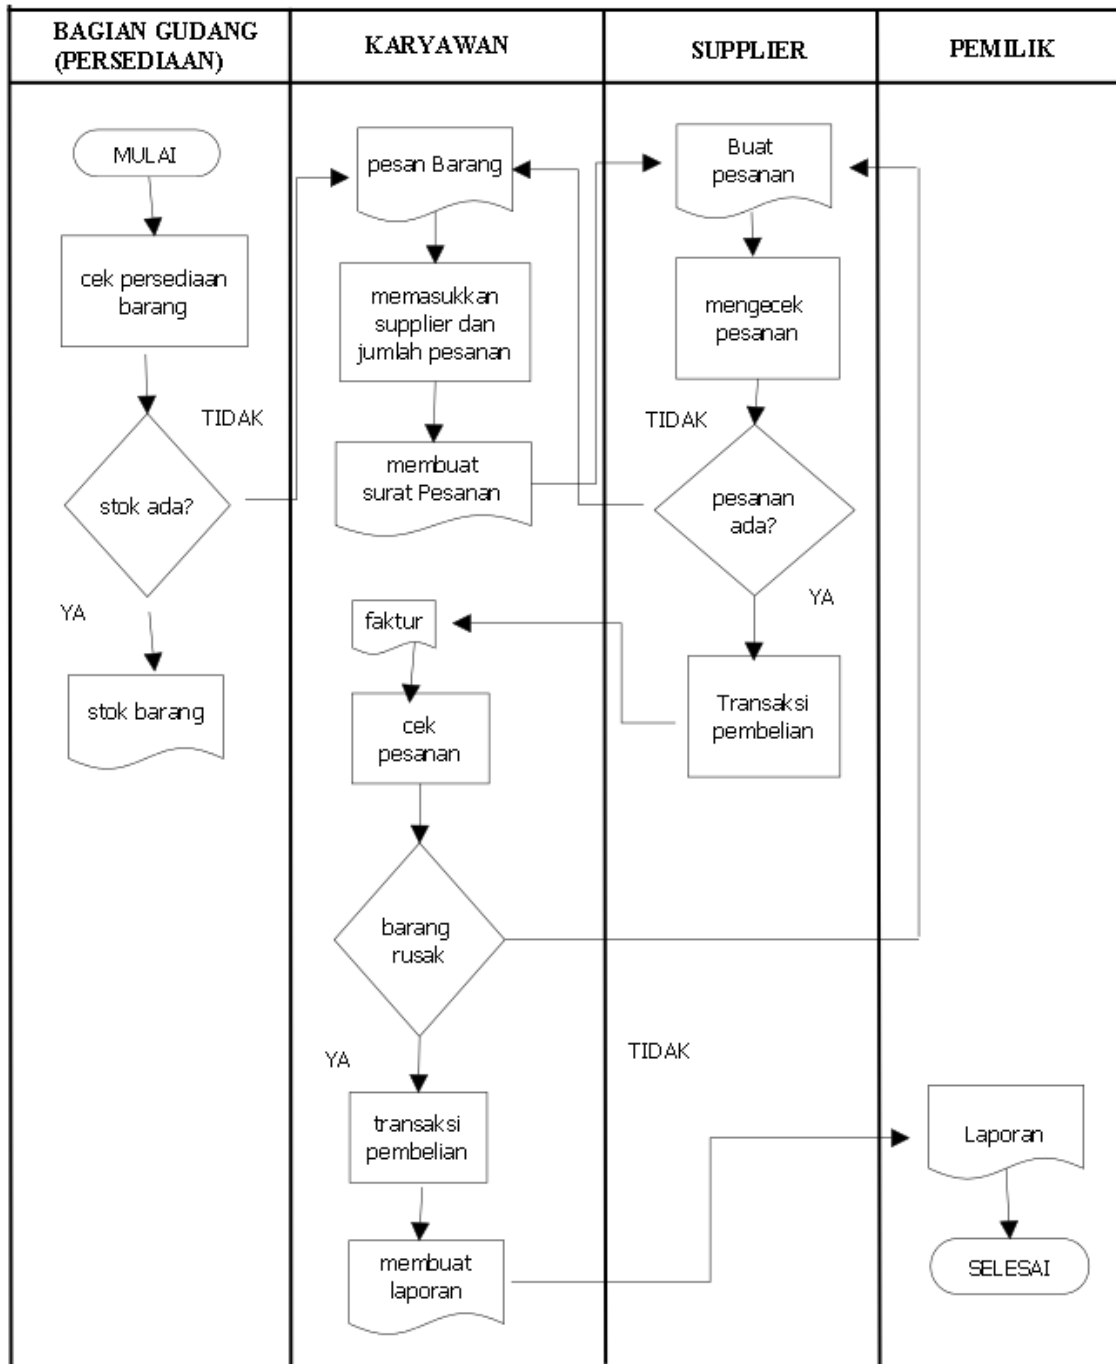 BAGIAN GUDANG
(PERSEDIAAN)
KARYAWAN
SUPPLIER
PEMILIK
MULAI
cek persediaan
barang
TIDAK
stok ada?
YA
stok barang
pesan Barang
memasukkan
supplier dan
jumlah pesanan
membuat
surat Pesanan
faktur
cek
pesanan
barang
rusak
YA
transaksi
pembelian
membuat
laporan
Buat
pesanan
mengecek
pesanan
TIDAK
pesanan
ada?
YA
Transaksi
pembelian
TIDAK
Laporan
SELESAI